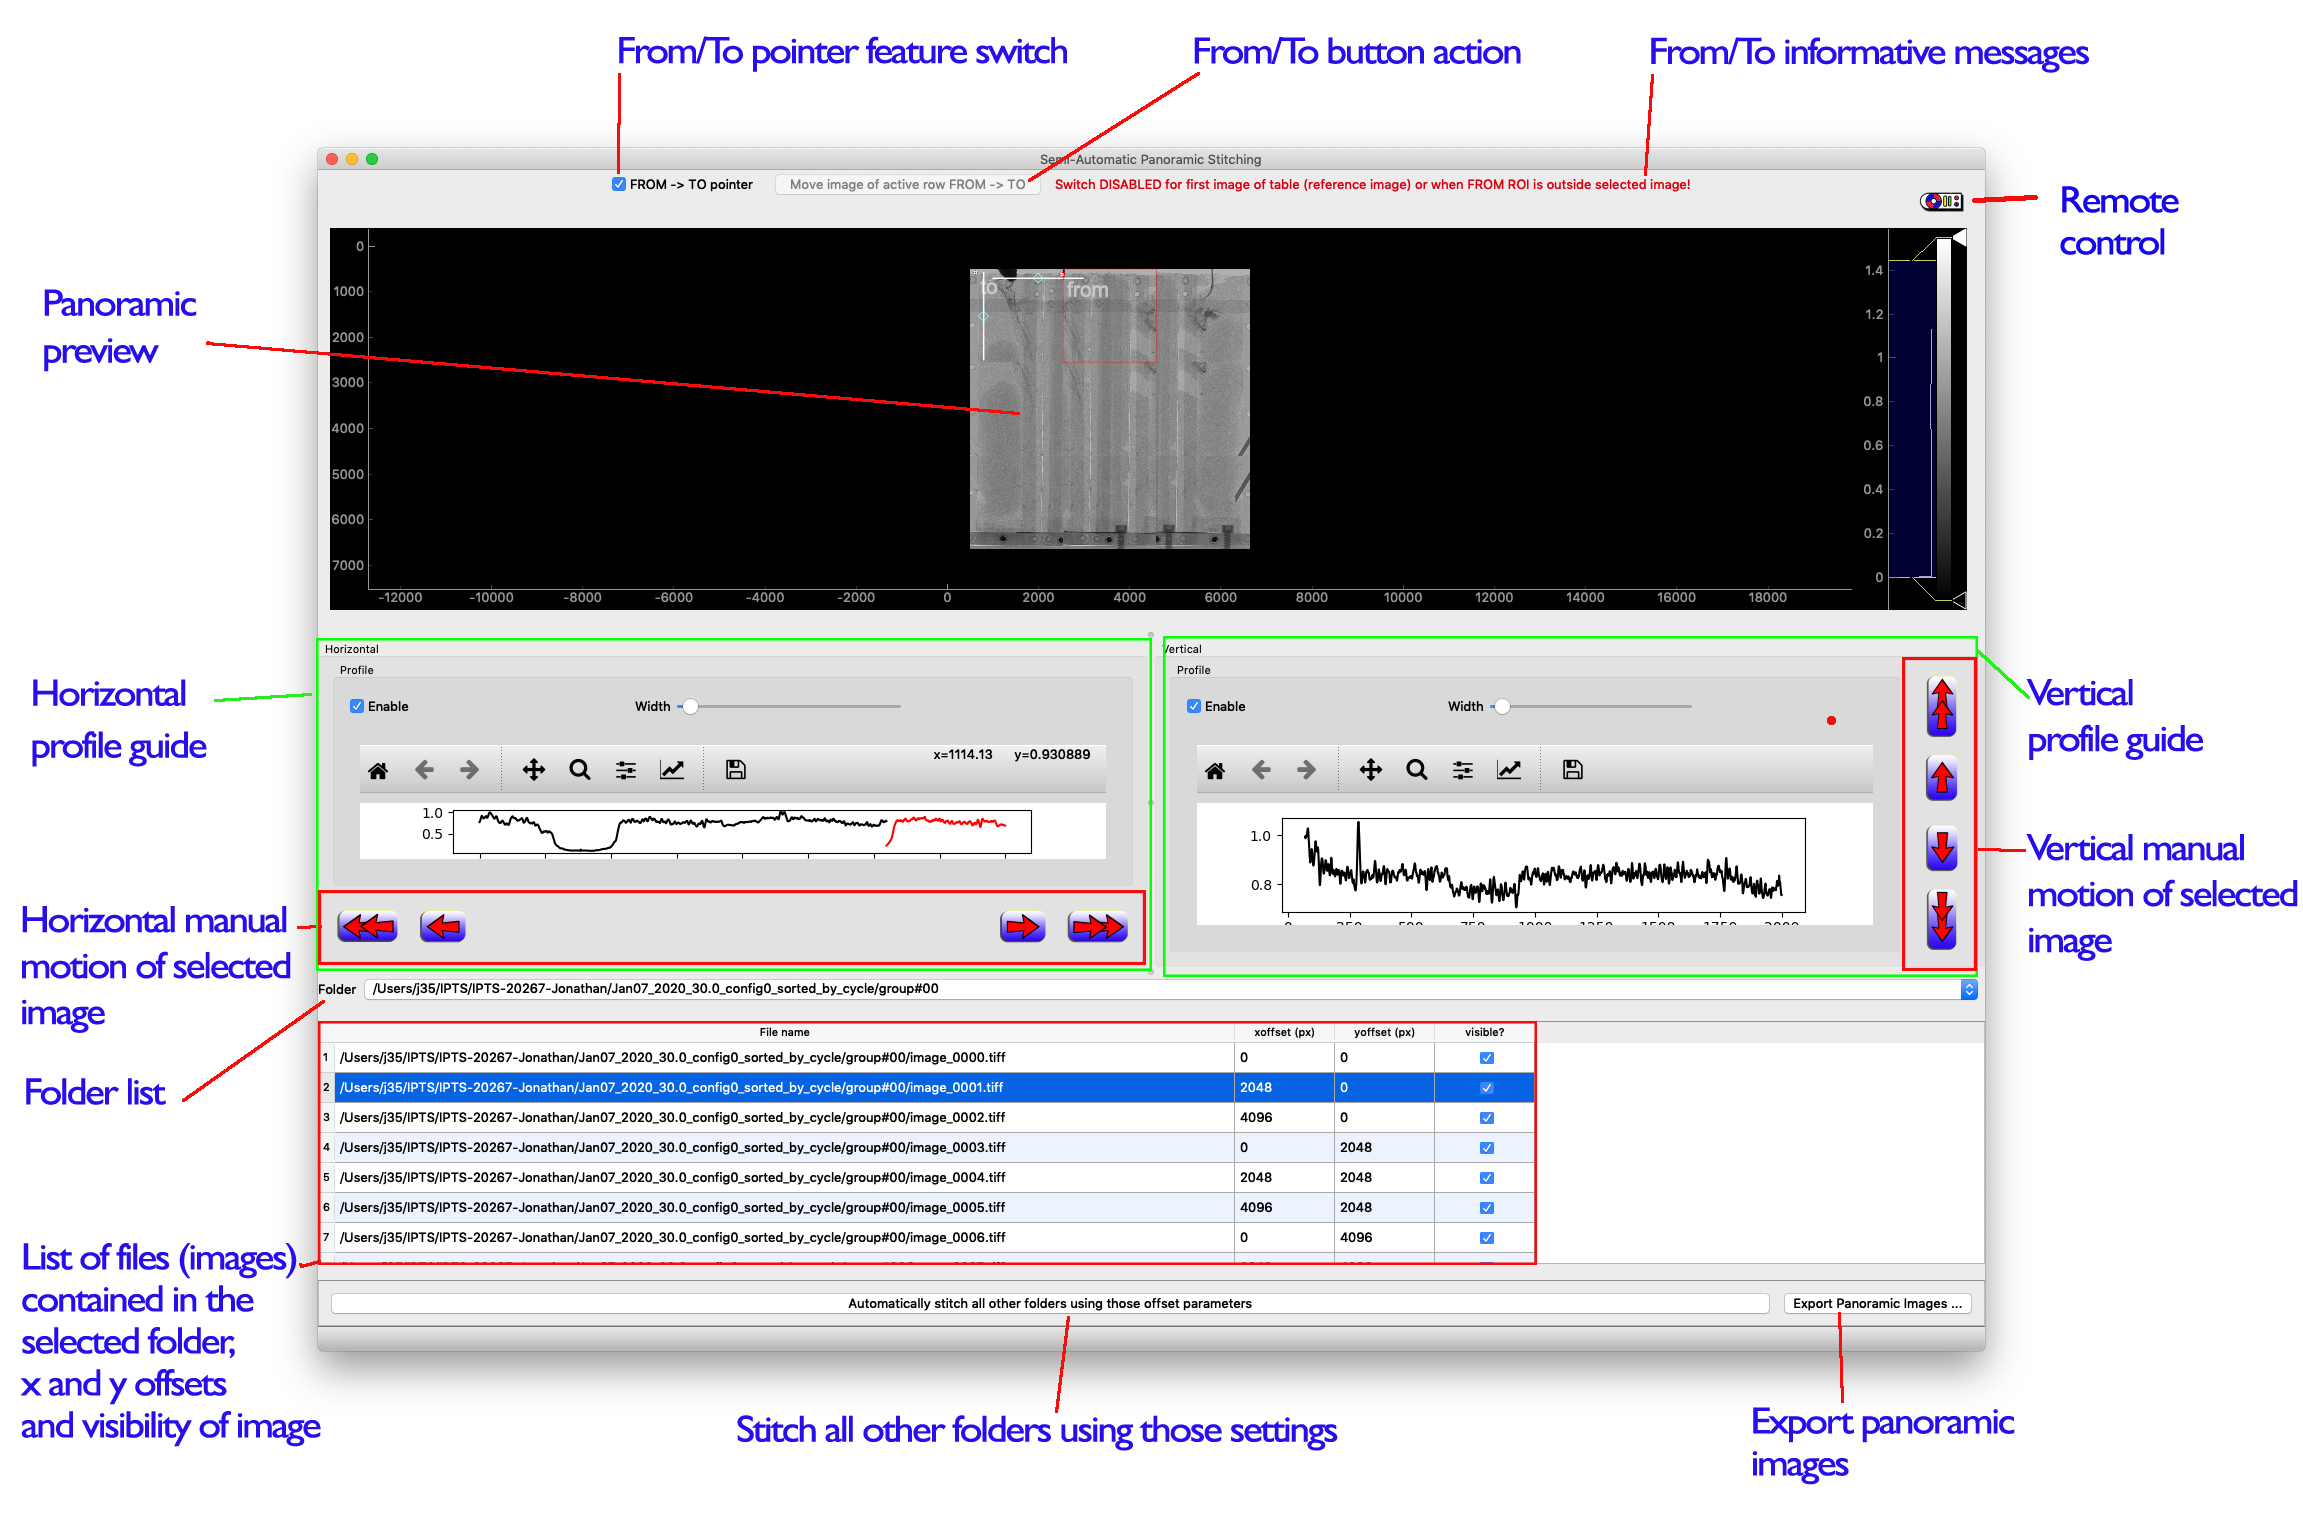 From/To pointer feature switch
From/To button action
From/To informative messages
Semi-Automatic Panoramic Stitching
FROM -> TO pointer
Move image of active row FROM -> TO
Switch DISABLED for first image of table (reference image) or when FROM ROI is outside selected image!
Remote
control
Panoramic
preview
0
1000
2000
3000
4000
5000
6000
7000
to
from
-12000
-10000
-8000
-6000
-4000
-2000
0
2000
4000
6000
8000
10000
12000
14000
16000
18000
1.4
1.2
1
0.8
0.6
0.4
0.2
0
Horizontal
profile guide
Horizontal
Profile
Enable
Width
x=1114.13 y=0.930889
1.0
0.5
Vertical
Profile
Enable
Width
1.0
0.8
0
250
500
750
1000
1250
1500
1750
2000
Vertical
profile guide
Horizontal manual
motion of selected
image
Vertical manual
motion of selected
image
Folder
/Users/j35/IPTS/IPTS-20267-Jonathan/Jan07_2020_30.0_config0_sorted_by_cycle/group#00
Folder list
File name xoffset (px) yoffset (px) visible?
1 /Users/j35/IPTS/IPTS-20267-Jonathan/Jan07_2020_30.0_config0_sorted_by_cycle/group#00/image_0000.tiff 0 0
2 /Users/j35/IPTS/IPTS-20267-Jonathan/Jan07_2020_30.0_config0_sorted_by_cycle/group#00/image_0001.tiff 2048 0
3 /Users/j35/IPTS/IPTS-20267-Jonathan/Jan07_2020_30.0_config0_sorted_by_cycle/group#00/image_0002.tiff 4096 0
4 /Users/j35/IPTS/IPTS-20267-Jonathan/Jan07_2020_30.0_config0_sorted_by_cycle/group#00/image_0003.tiff 0 2048
5 /Users/j35/IPTS/IPTS-20267-Jonathan/Jan07_2020_30.0_config0_sorted_by_cycle/group#00/image_0004.tiff 2048 2048
6 /Users/j35/IPTS/IPTS-20267-Jonathan/Jan07_2020_30.0_config0_sorted_by_cycle/group#00/image_0005.tiff 4096 2048
7 /Users/j35/IPTS/IPTS-20267-Jonathan/Jan07_2020_30.0_config0_sorted_by_cycle/group#00/image_0006.tiff 0 4096
List of files (images)
contained in the
selected folder,
x and y offsets
and visibility of image
Automatically stitch all other folders using those offset parameters
Export Panoramic Images ...
Stitch all other folders using those settings
Export panoramic
images